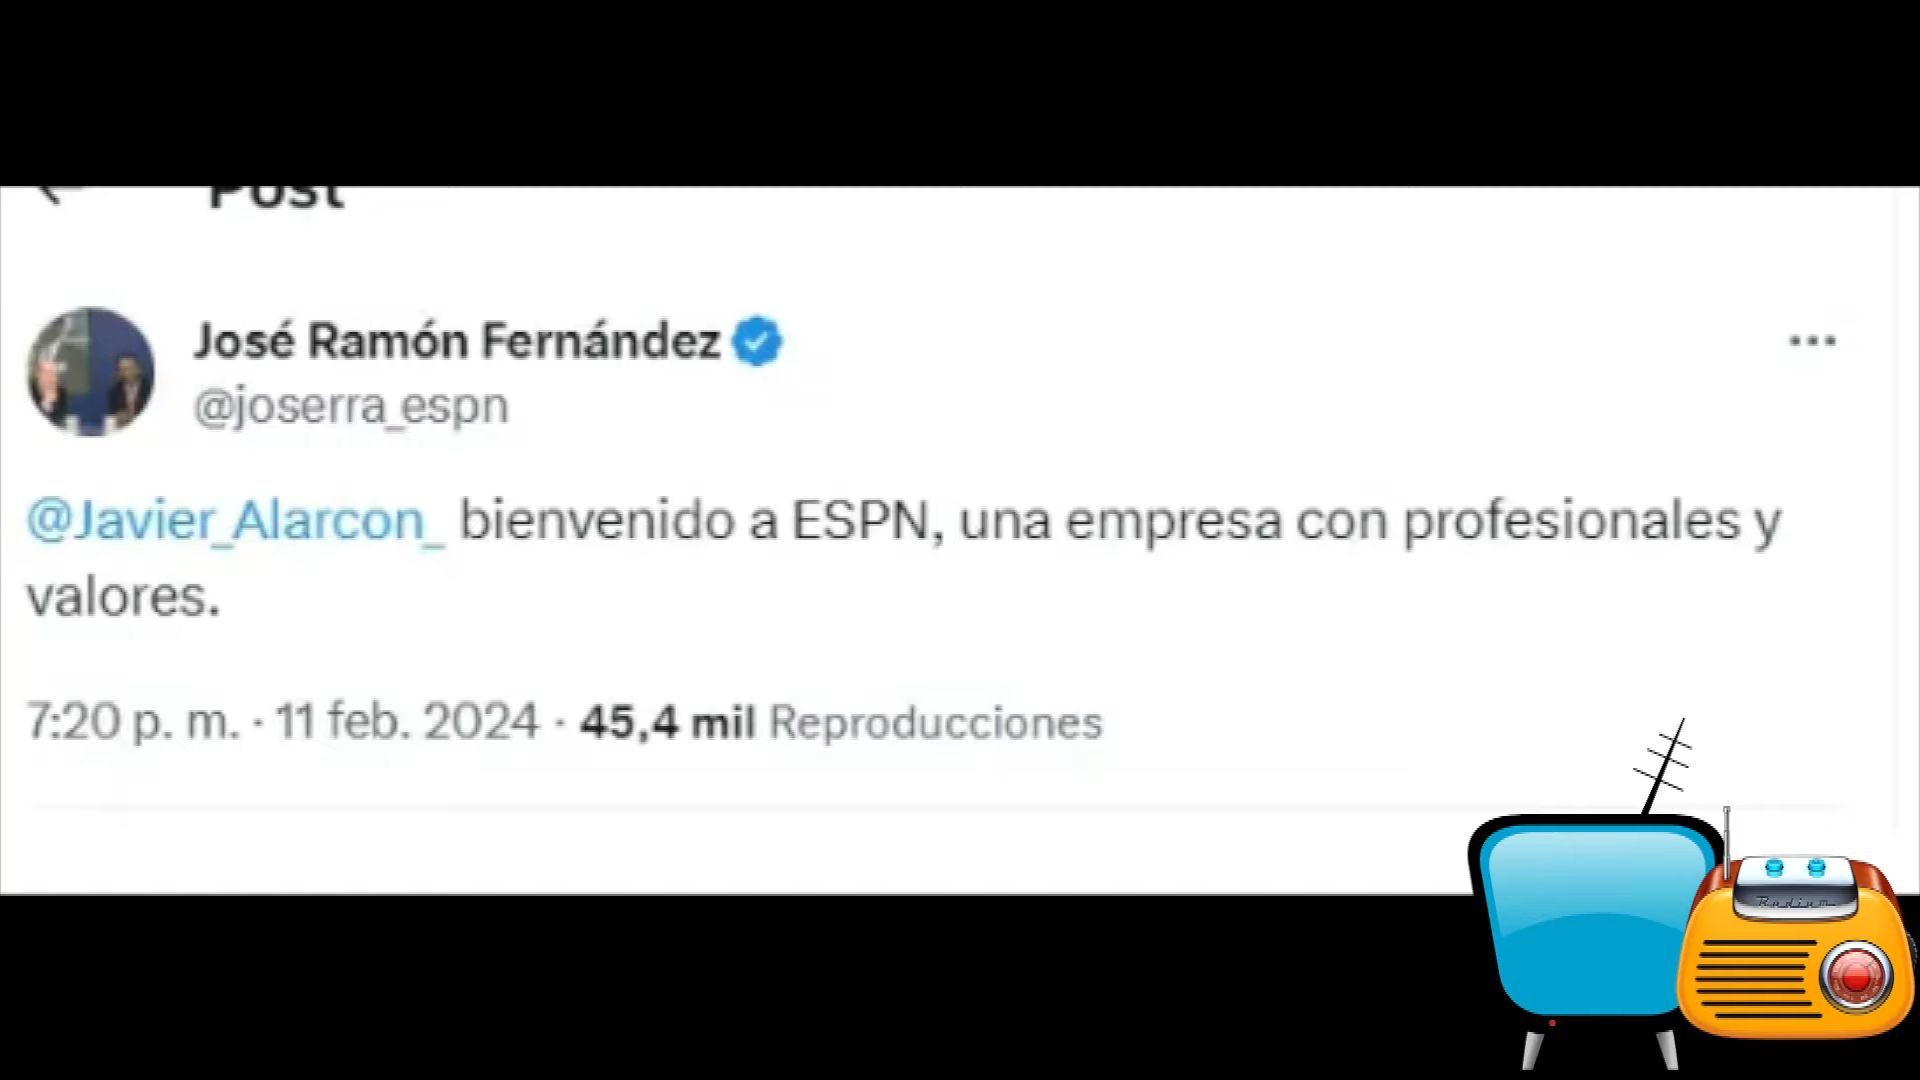 Post
José Ramón Fernández
@joserra_espn
@Javier_Alarcon_ bienvenido a ESPN, una empresa con profesionales y
valores.
7:20 p. m. · 11 feb. 2024 · 45,4 mil Reproducciones
Radium